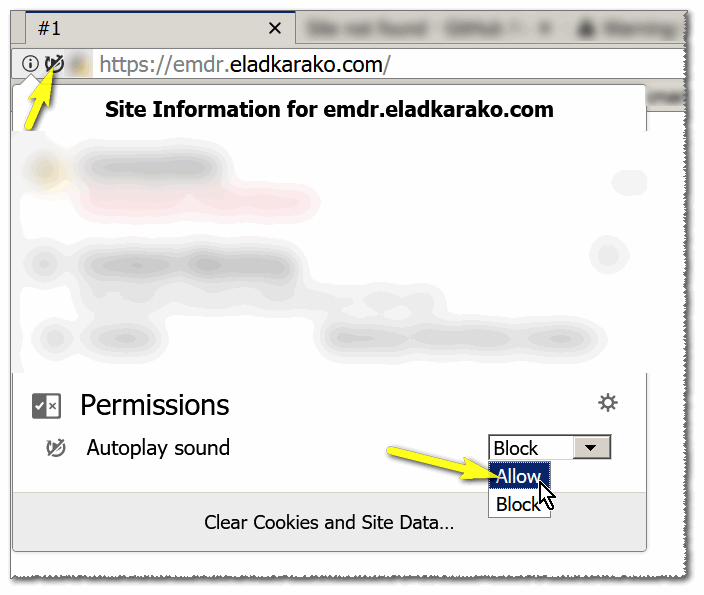 #1
https://emdr.eladkarako.com/
Site Information for emdr.eladkarako.com
Permissions
Autoplay sound
Block
Allow
Block
Clear Cookies and Site Data...